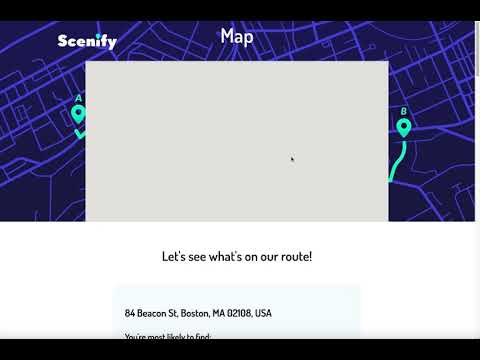 Scenify
Map
A
B
Let's see what's on our route!
84 Beacon St, Boston, MA 02108, USA
You're most likely to find: